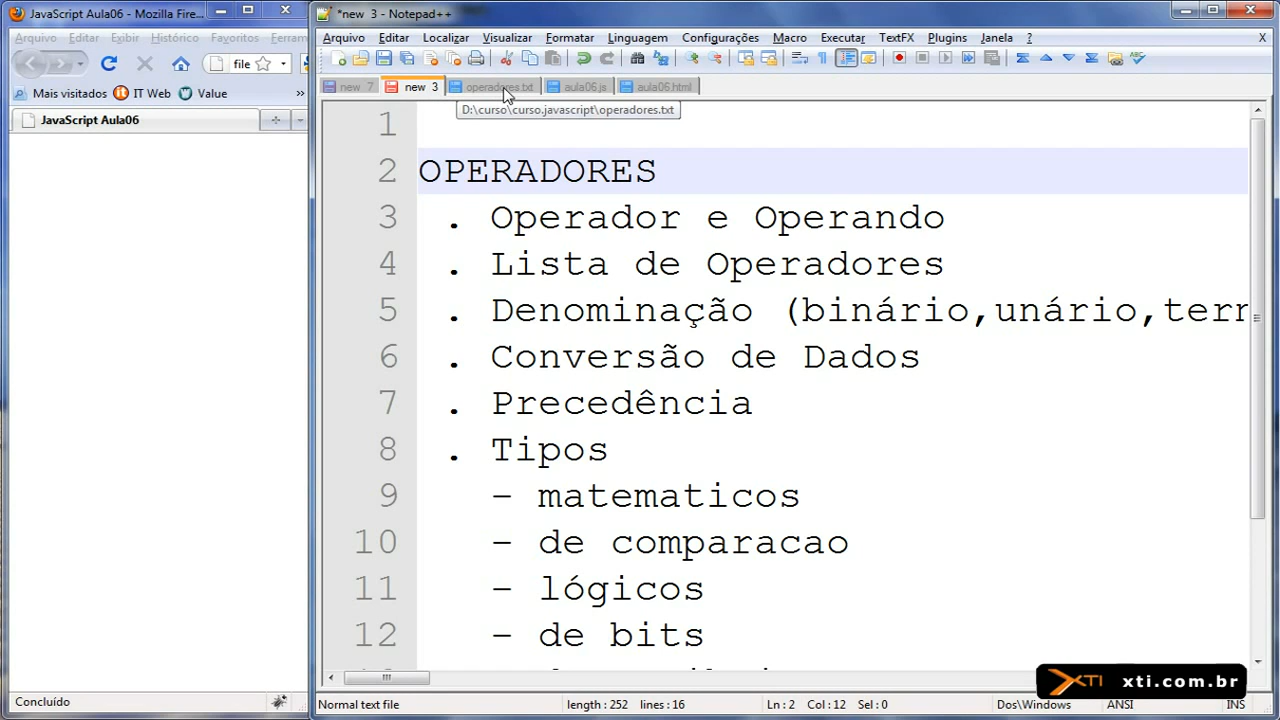 JavaScript Aula06 - Mozilla Fire...
Arquivo Editar Exibir Histórico Favoritos Ferram
file
Mais visitados IT Web Value »
JavaScript Aula06
Concluído
*new 3 - Notepad++
Arquivo Editar Localizar Visualizar Formatar Linguagem Configurações Macro Executar TextFX Plugins Janela ? X
new 7 new 3 operadores.txt aula06.js aula06.html
D:\curso\curso.javascript\operadores.txt
1
2 OPERADORES
3 . Operador e Operando
4 . Lista de Operadores
5 . Denominação (binário,unário,tern
6 . Conversão de Dados
7 . Precedência
8 . Tipos
9 - matematicos
10 - de comparacao
11 - lógicos
12 - de bits
Normal text file length : 252 lines : 16 Ln : 2 Col : 12 Sel : 0 Dos\Windows ANSI INS
XTI xti.com.br